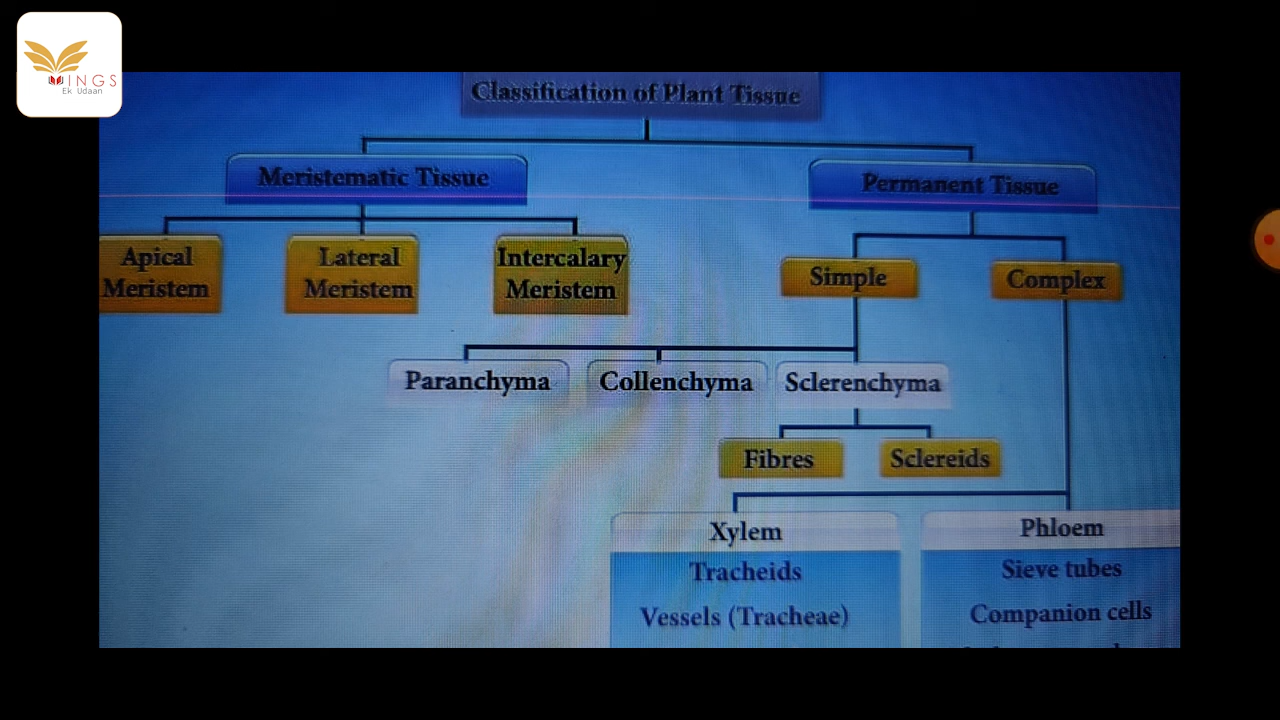 WINGS
Ek Udaan
Classification of Plant Tissue
Meristematic Tissue
Permanent Tissue
Apical
Meristem
Lateral
Meristem
Intercalary
Meristem
Simple
Complex
Paranchyma
Collenchyma
Sclerenchyma
Fibres
Sclereids
Xylem
Tracheids
Vessels (Tracheae)
Phloem
Sieve tubes
Companion cells